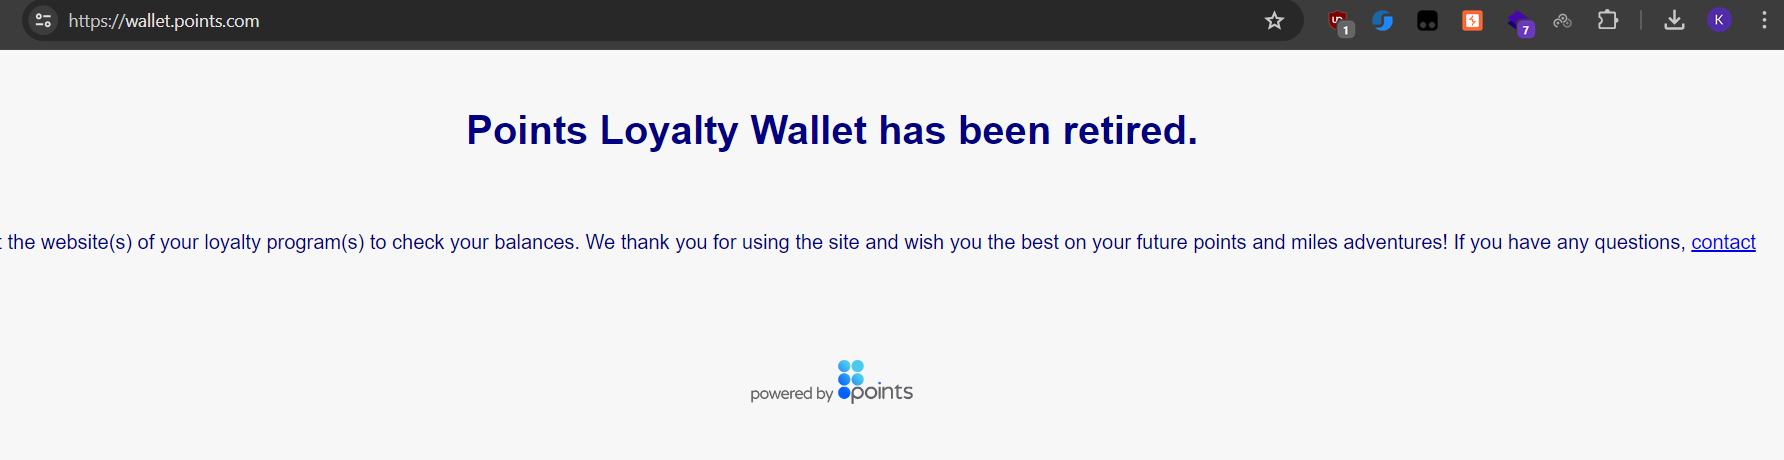 https://wallet.points.com
1
7
K
Points Loyalty Wallet has been retired.
the website(s) of your loyalty program(s) to check your balances. We thank you for using the site and wish you the best on your future points and miles adventures! If you have any questions, contact
powered by points